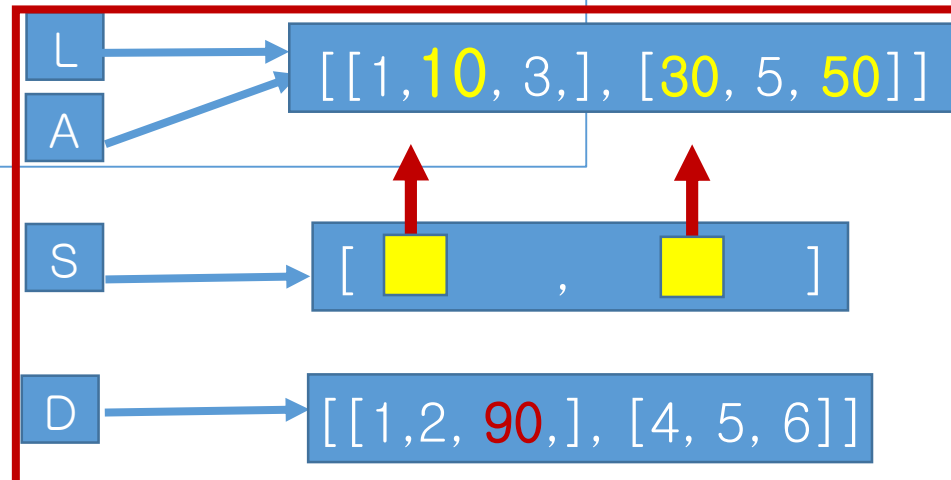 L
[[1,10, 3,], [30, 5, 50]]
A
S
[ , ]
D
[[1,2, 90,], [4, 5, 6]]